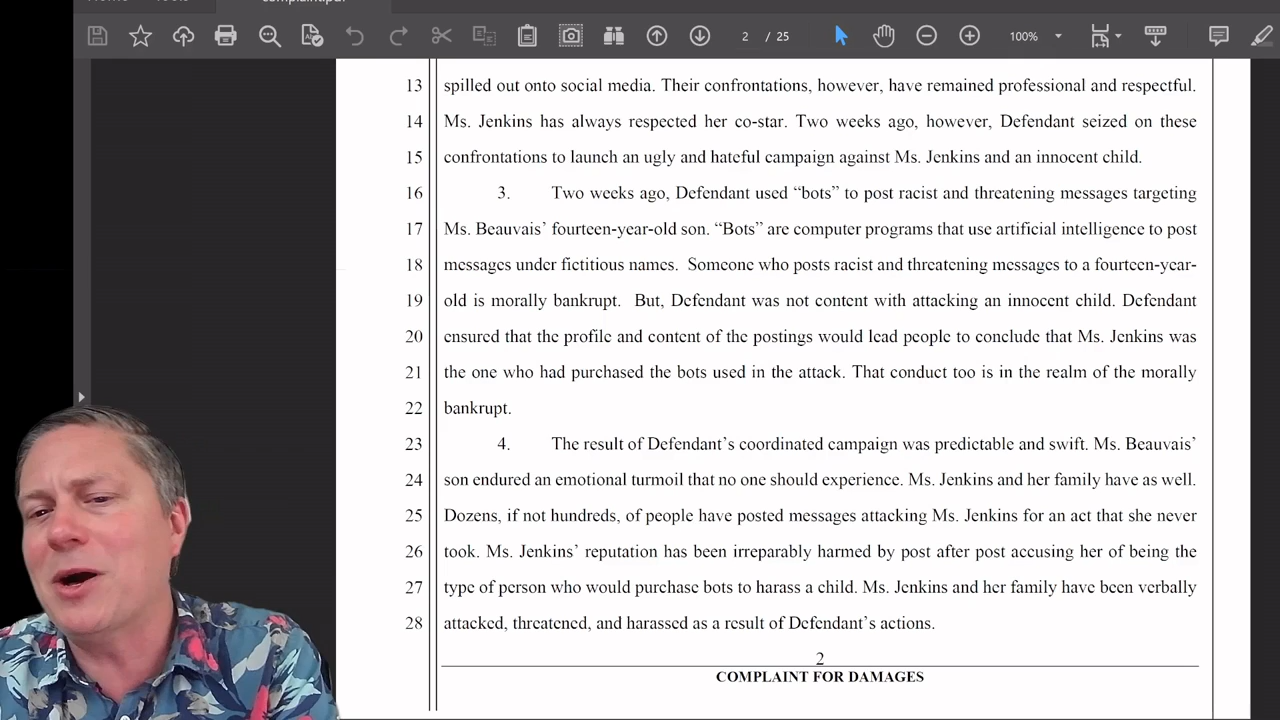 complaint.pdf
2 / 25
100%
13 spilled out onto social media. Their confrontations, however, have remained professional and respectful.
14 Ms. Jenkins has always respected her co-star. Two weeks ago, however, Defendant seized on these
15 confrontations to launch an ugly and hateful campaign against Ms. Jenkins and an innocent child.
16 3. Two weeks ago, Defendant used “bots” to post racist and threatening messages targeting
17 Ms. Beauvais’ fourteen-year-old son. “Bots” are computer programs that use artificial intelligence to post
18 messages under fictitious names. Someone who posts racist and threatening messages to a fourteen-year-
19 old is morally bankrupt. But, Defendant was not content with attacking an innocent child. Defendant
20 ensured that the profile and content of the postings would lead people to conclude that Ms. Jenkins was
21 the one who had purchased the bots used in the attack. That conduct too is in the realm of the morally
22 bankrupt.
23 4. The result of Defendant’s coordinated campaign was predictable and swift. Ms. Beauvais’
24 son endured an emotional turmoil that no one should experience. Ms. Jenkins and her family have as well.
25 Dozens, if not hundreds, of people have posted messages attacking Ms. Jenkins for an act that she never
26 took. Ms. Jenkins’ reputation has been irreparably harmed by post after post accusing her of being the
27 type of person who would purchase bots to harass a child. Ms. Jenkins and her family have been verbally
28 attacked, threatened, and harassed as a result of Defendant’s actions.
2
COMPLAINT FOR DAMAGES